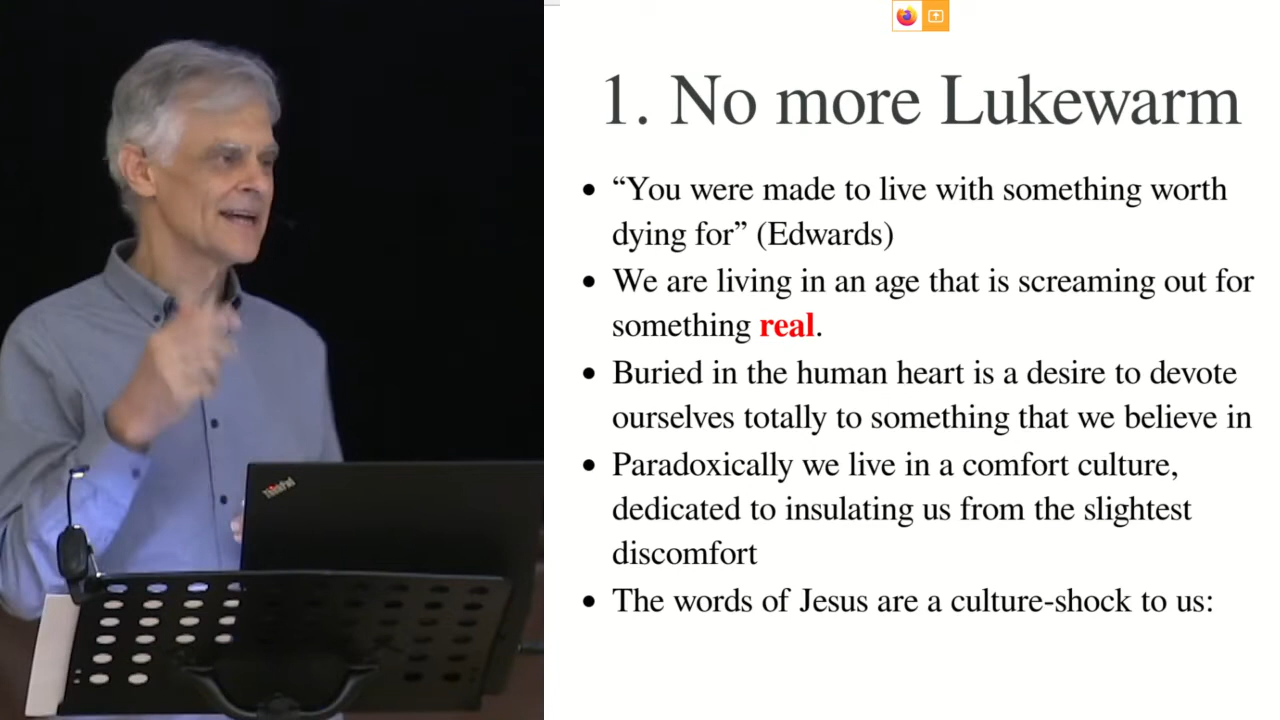 1. No more Lukewarm
• “You were made to live with something worth
dying for” (Edwards)
• We are living in an age that is screaming out for
something real.
• Buried in the human heart is a desire to devote
ourselves totally to something that we believe in
• Paradoxically we live in a comfort culture,
dedicated to insulating us from the slightest
discomfort
• The words of Jesus are a culture-shock to us:
ThinkPad